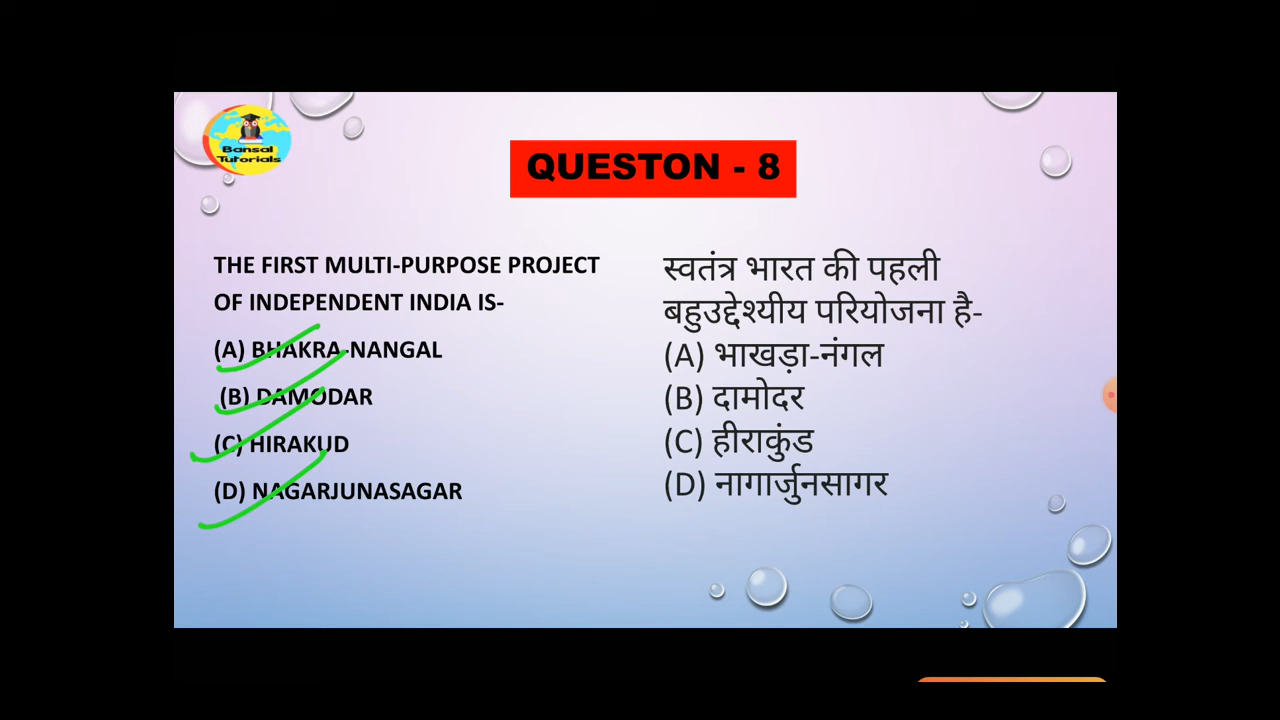 Bansal
Tutorials
QUESTON - 8
THE FIRST MULTI-PURPOSE PROJECT
OF INDEPENDENT INDIA IS-
(A) BHAKRA-NANGAL
(B) DAMODAR
(C) HIRAKUD
(D) NAGARJUNASAGAR
स्वतंत्र भारत की पहली
बहुउद्देश्यीय परियोजना है-
(A) भाखड़ा-नंगल
(B) दामोदर
(C) हीराकुंड
(D) नागार्जुनसागर